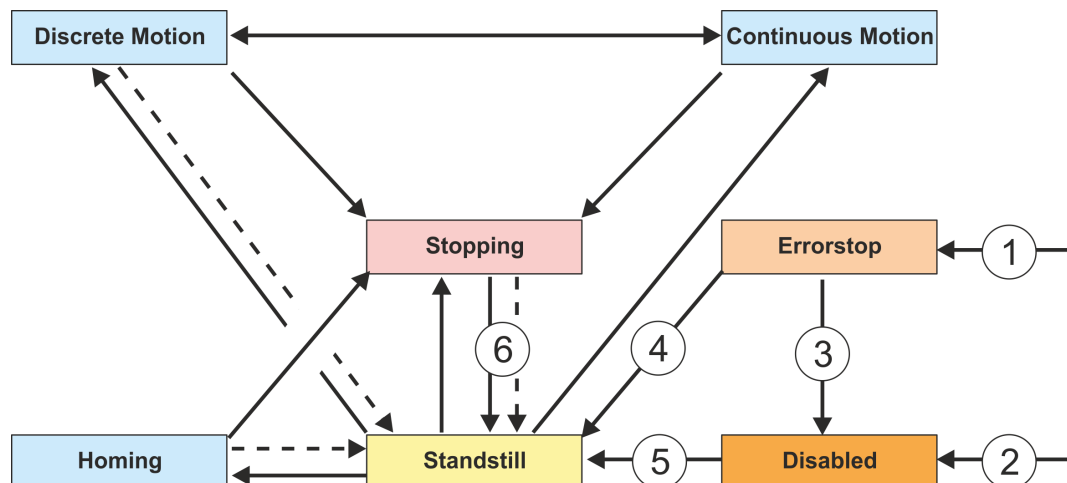 Discrete Motion
Continuous Motion
Stopping
Errorstop
1
6
4
3
Homing
Standstill
5
Disabled
2